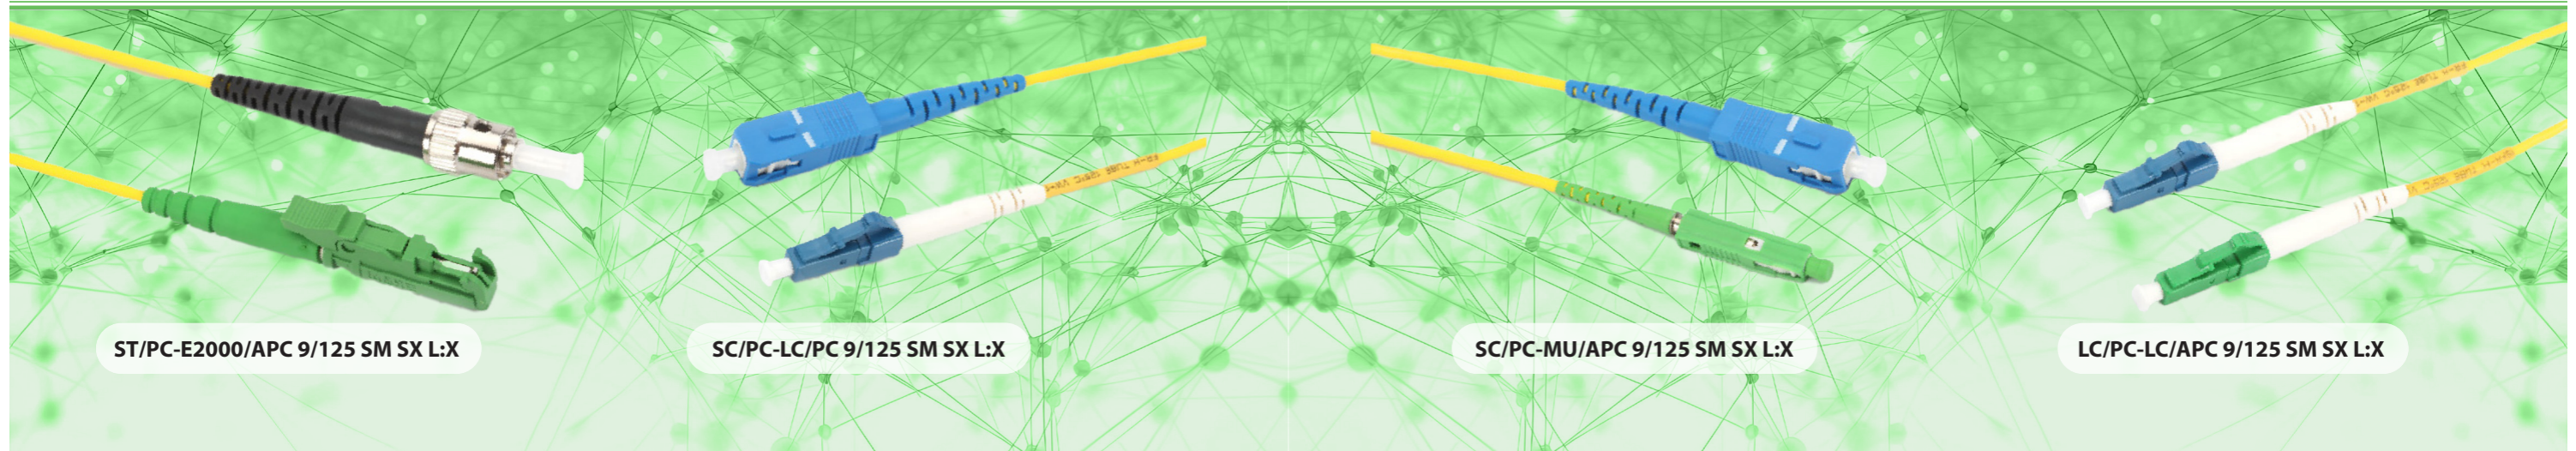 ST/PC-E2000/APC 9/125 SM SX L:X
SC/PC-LC/PC 9/125 SM SX L:X
SC/PC-MU/APC 9/125 SM SX L:X
LC/PC-LC/APC 9/125 SM SX L:X